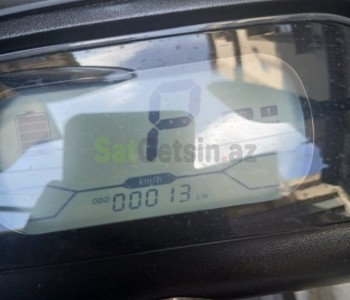 P
SatGetsin.az
km/h
ODO 00013 km